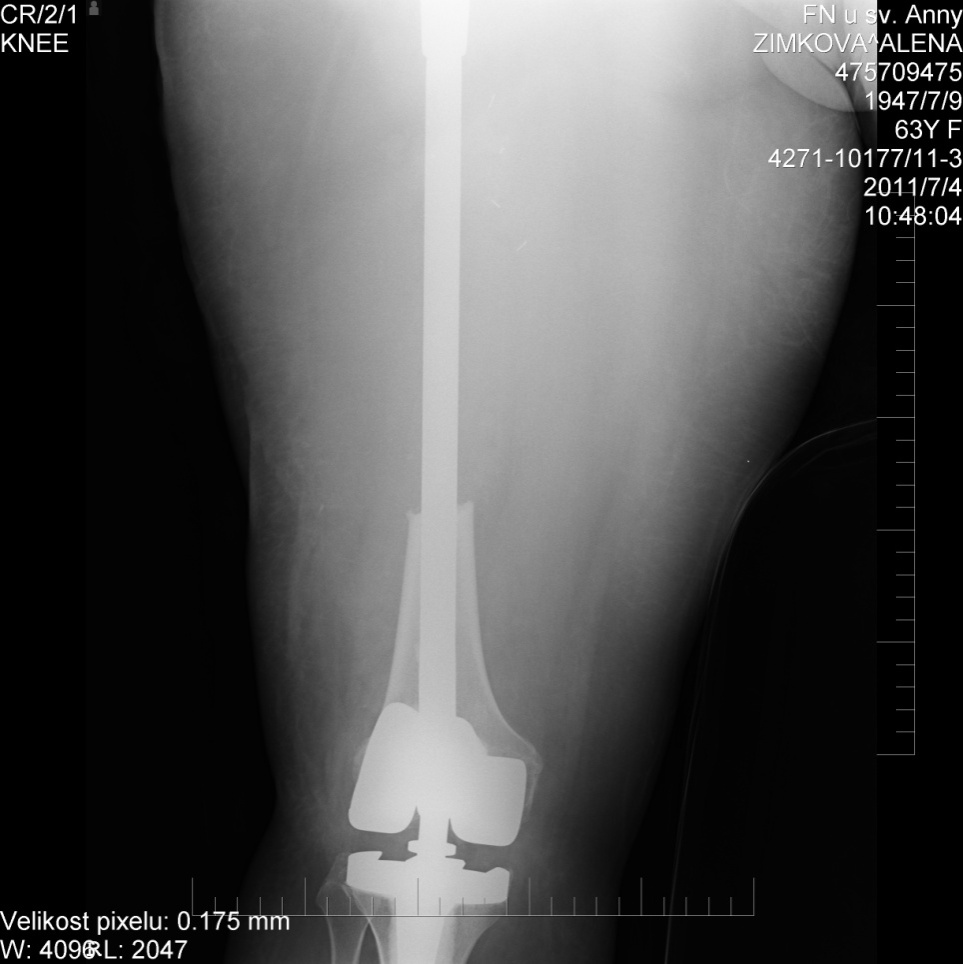 CR/2/1
KNEE
FN u sv. Anny
ZIMKOVA^ALENA
475709475
1947/7/9
63Y F
4271-10177/11-3
2011/7/4
10:48:04
Velikost pixelu: 0.175 mm
W: 4096 L: 2047
R